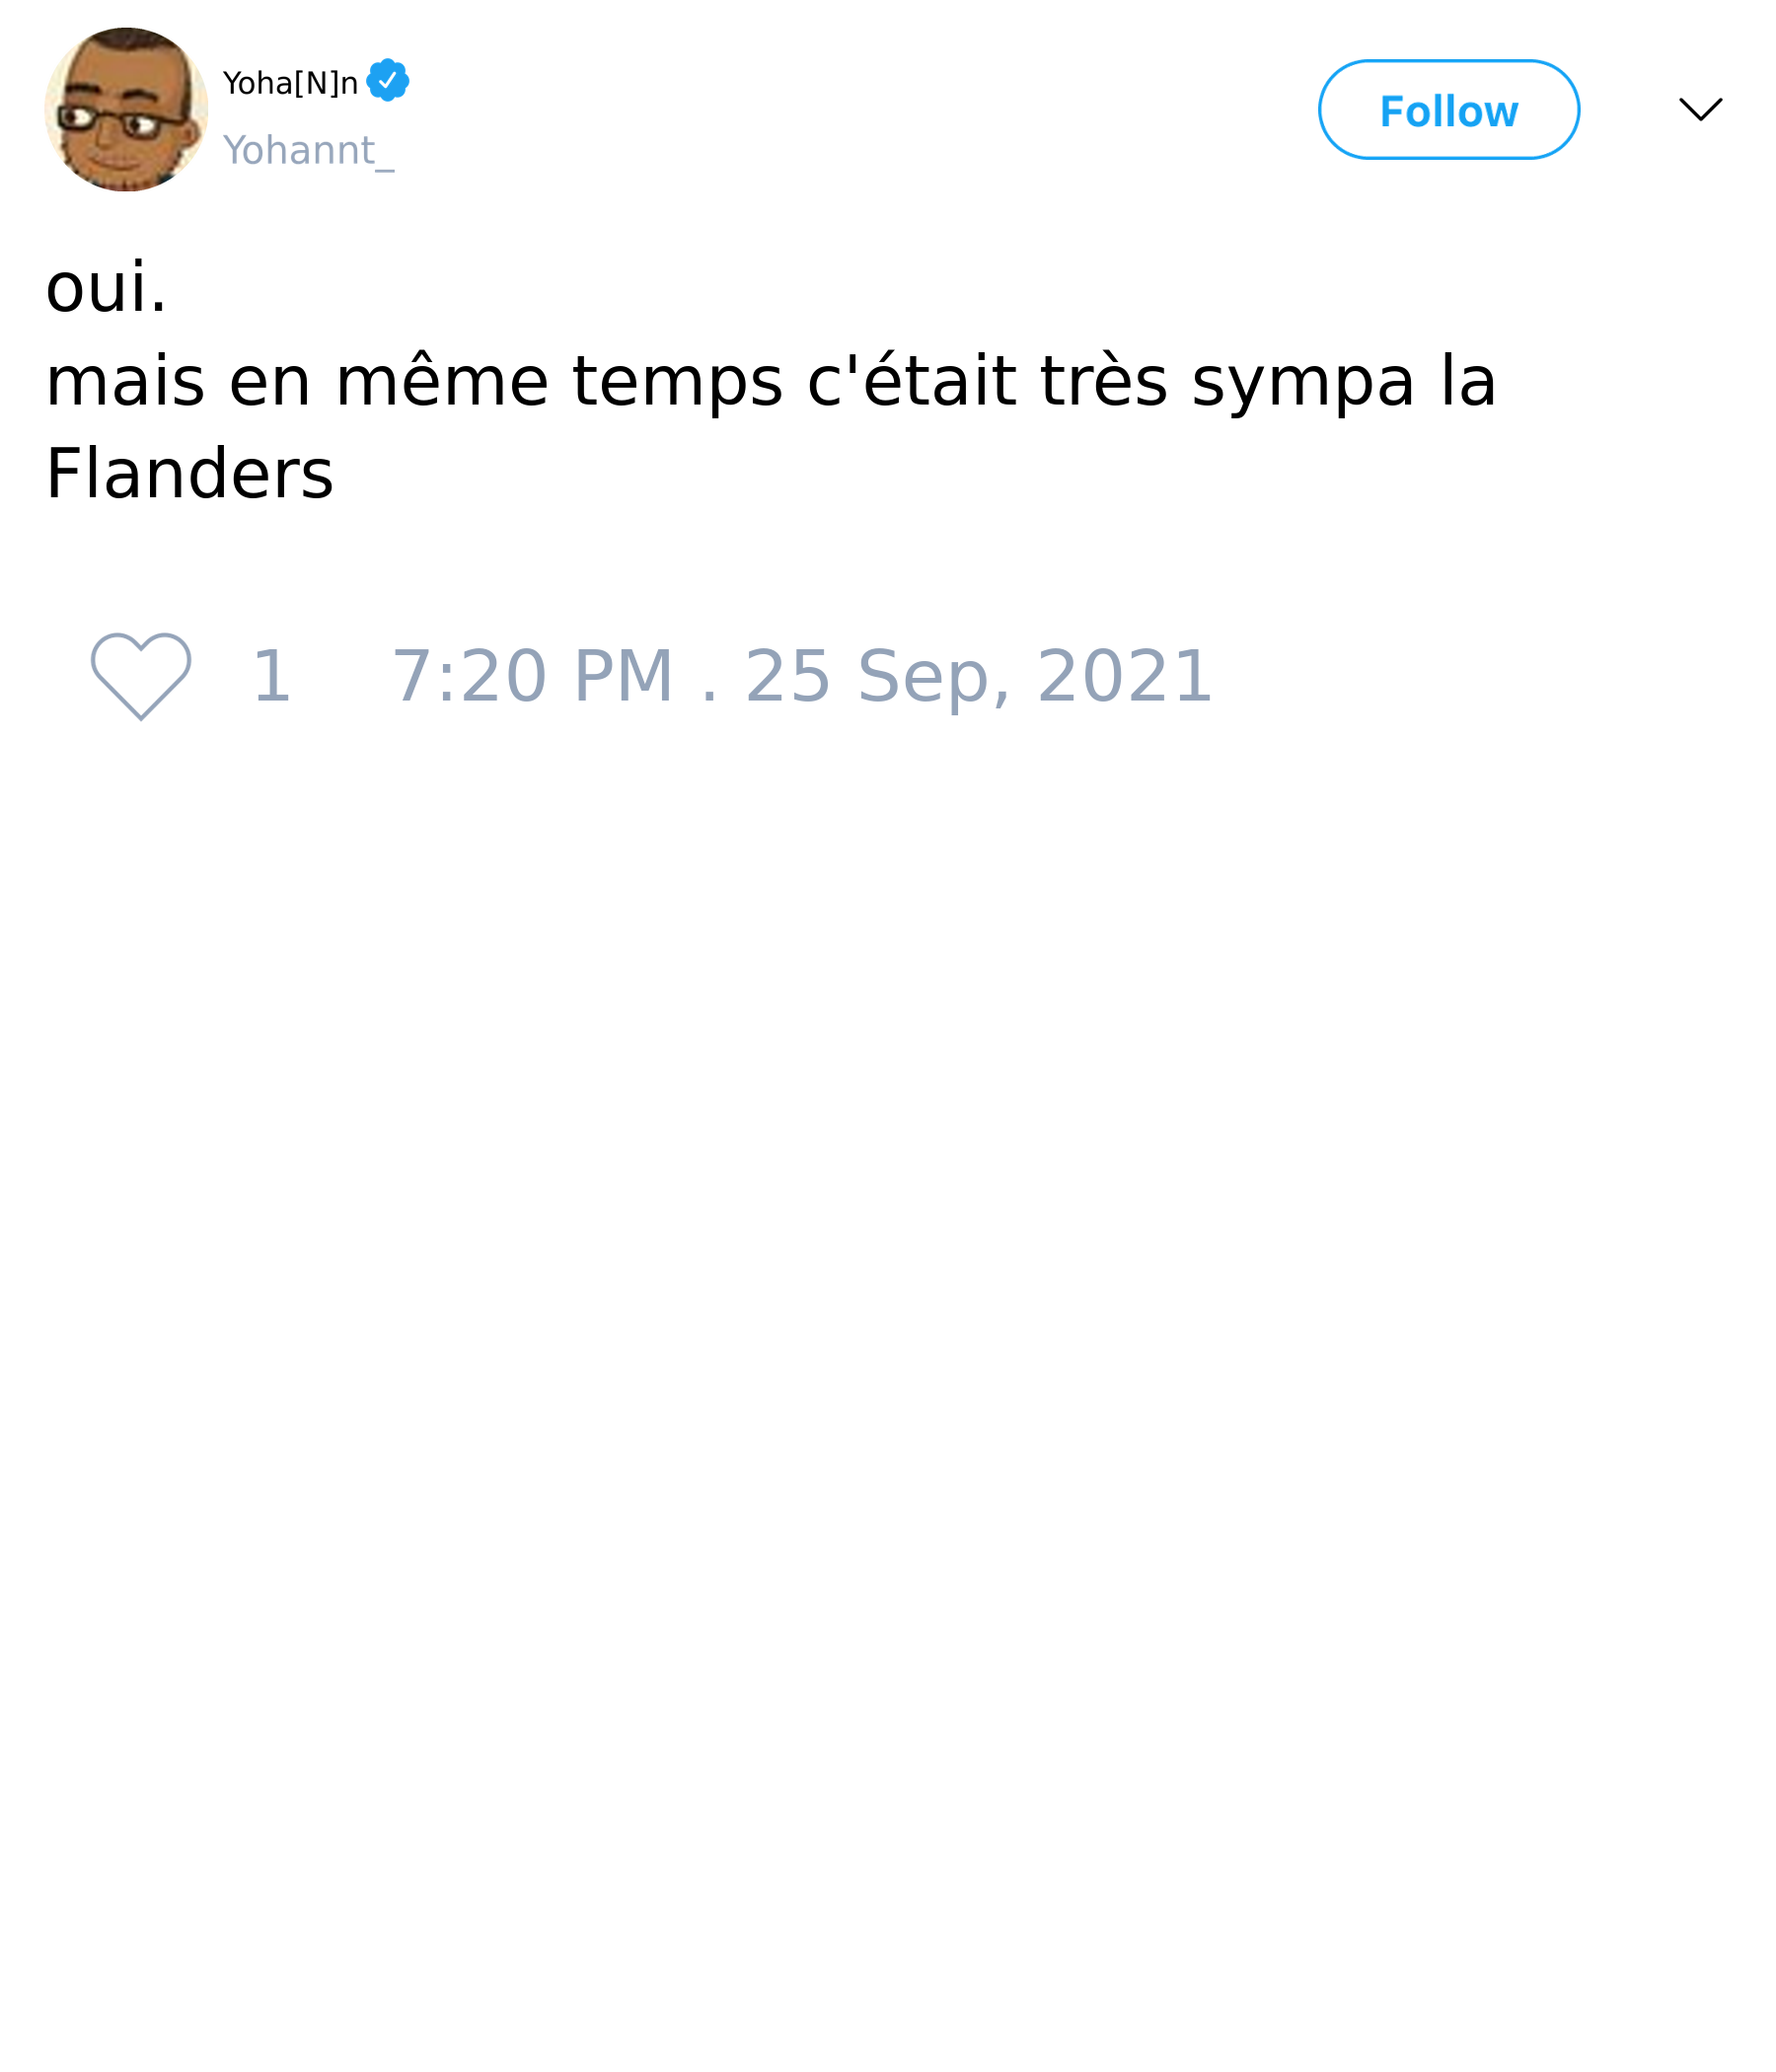 Yoha[N]n
Follow
Yohannt_
oui.
mais en même temps c'était très sympa la
Flanders
1 7:20 PM . 25 Sep, 2021